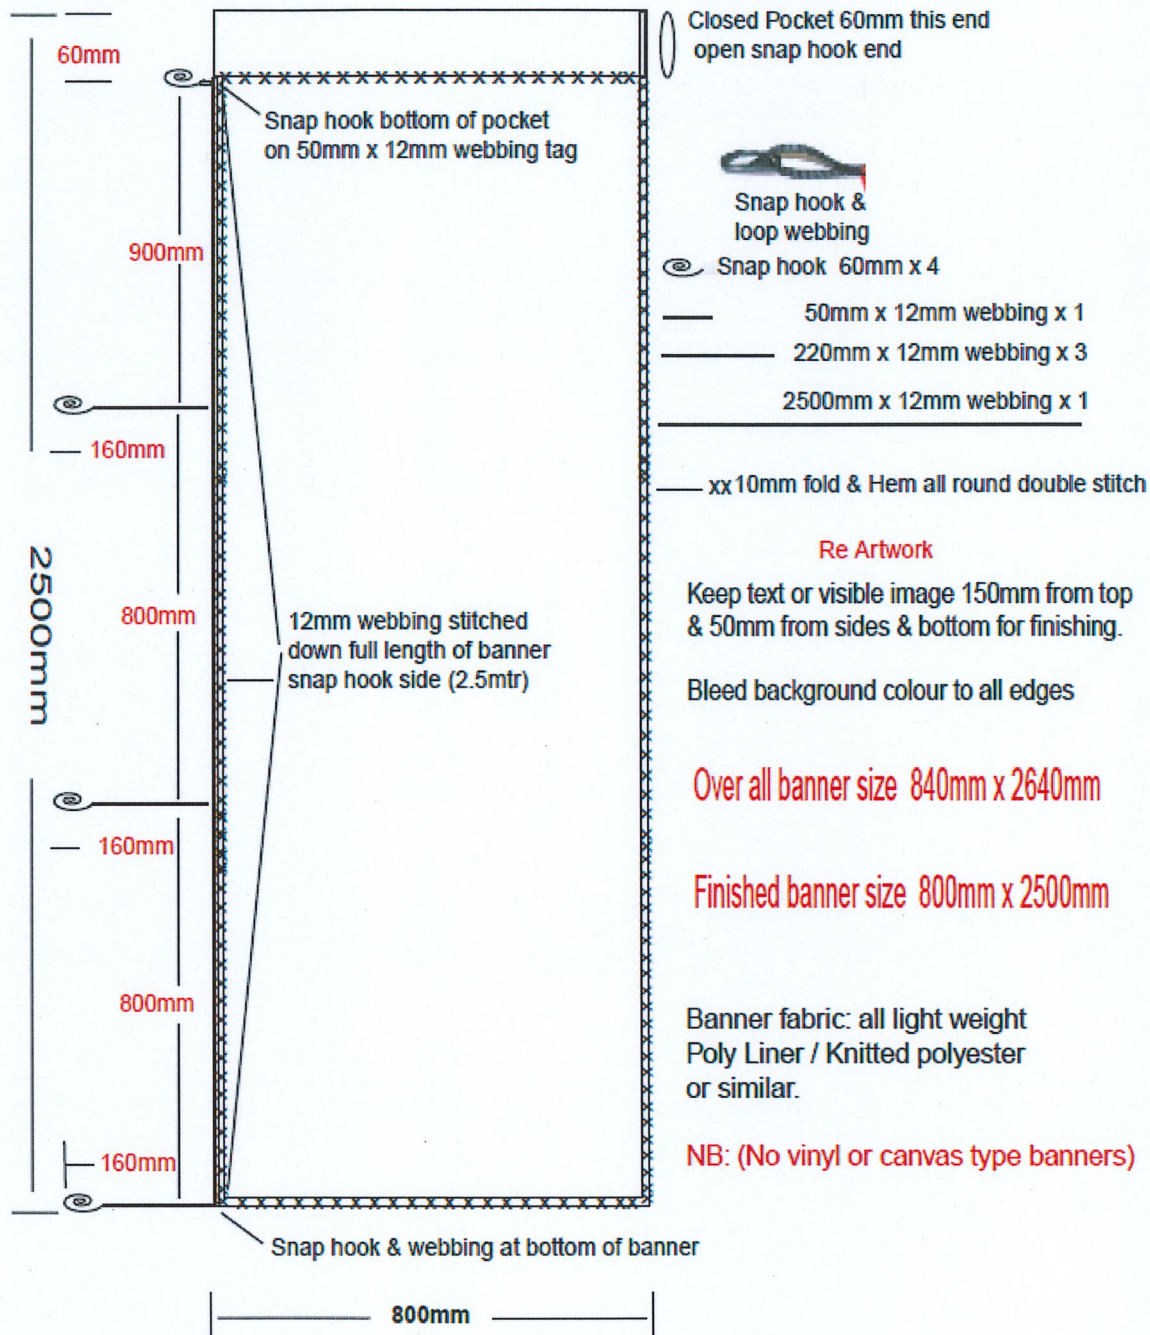 Closed Pocket 60mm this end
open snap hook end
60mm
Snap hook bottom of pocket
on 50mm x 12mm webbing tag
Snap hook &
loop webbing
900mm
Snap hook 60mm x 4
50mm x 12mm webbing x 1
220mm x 12mm webbing x 3
2500mm x 12mm webbing x 1
160mm
xx 10mm fold & Hem all round double stitch
2500mm
Re Artwork
Keep text or visible image 150mm from top
& 50mm from sides & bottom for finishing.
800mm
12mm webbing stitched
down full length of banner
snap hook side (2.5mtr)
Bleed background colour to all edges
Over all banner size 840mm x 2640mm
160mm
Finished banner size 800mm x 2500mm
800mm
Banner fabric: all light weight
Poly Liner / Knitted polyester
or similar.
160mm
NB: (No vinyl or canvas type banners)
Snap hook & webbing at bottom of banner
800mm